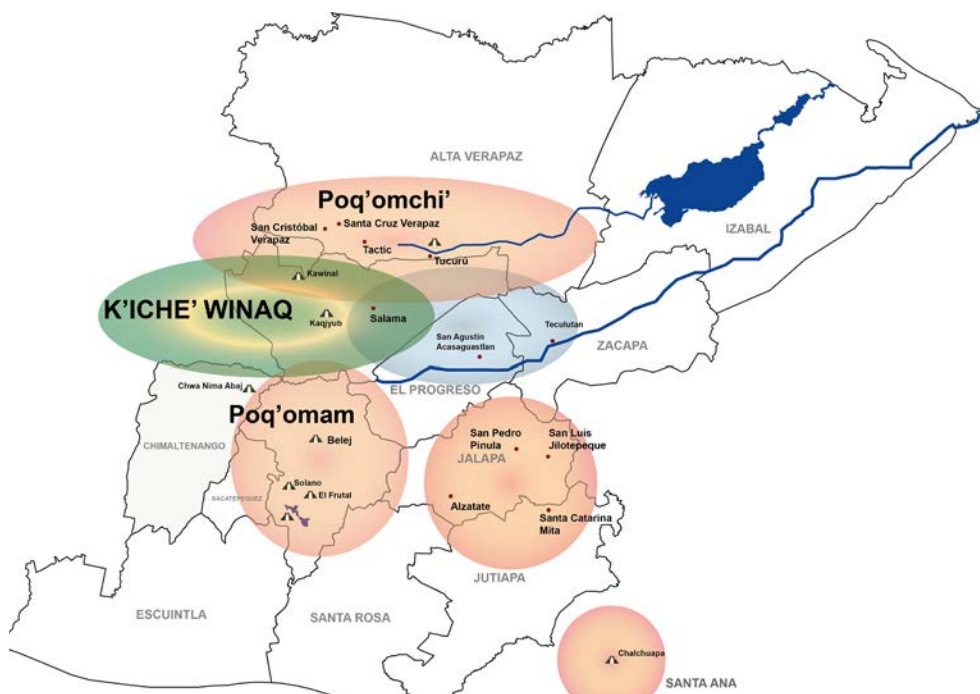 ALTA VERAPAZ
Poq'omchi'
San Cristóbal
Verapaz
Santa Cruz Verapaz
Tactic
Tucurú
IZABAL
Kawinal
K'ICHE' WINAQ
Kaqjyub
Salama
San Agustin
Acasaguastlan
Teculutan
ZACAPA
Chwa Nima Abaj
EL PROGRESO
Poq'omam
CHIMALTENANGO
Belej
San Pedro
Pinula
San Luis
Jilotepeque
JALAPA
Solano
El Frutal
SACATEPEQUEZ
Alzatate
Santa Catarina
Mita
JUTIAPA
ESCUINTLA
SANTA ROSA
Chalchuapa
SANTA ANA